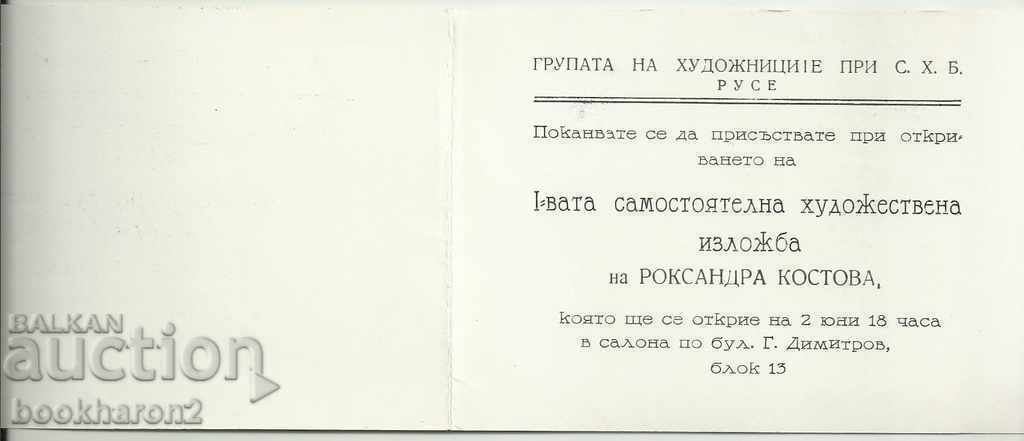 ГРУПАТА НА ХУДОЖНИЦИТЕ ПРИ С. Х. Б.
РУСЕ
Поканвате се да присъствате при откри-
ването на
I-вата самостоятелна художествена
изложба
на РОКСАНДРА КОСТОВА,
която ще се открие на 2 юни 18 часа
в салона по бул. Г. Димитров,
блок 13
BALKAN
auction
bookharon2